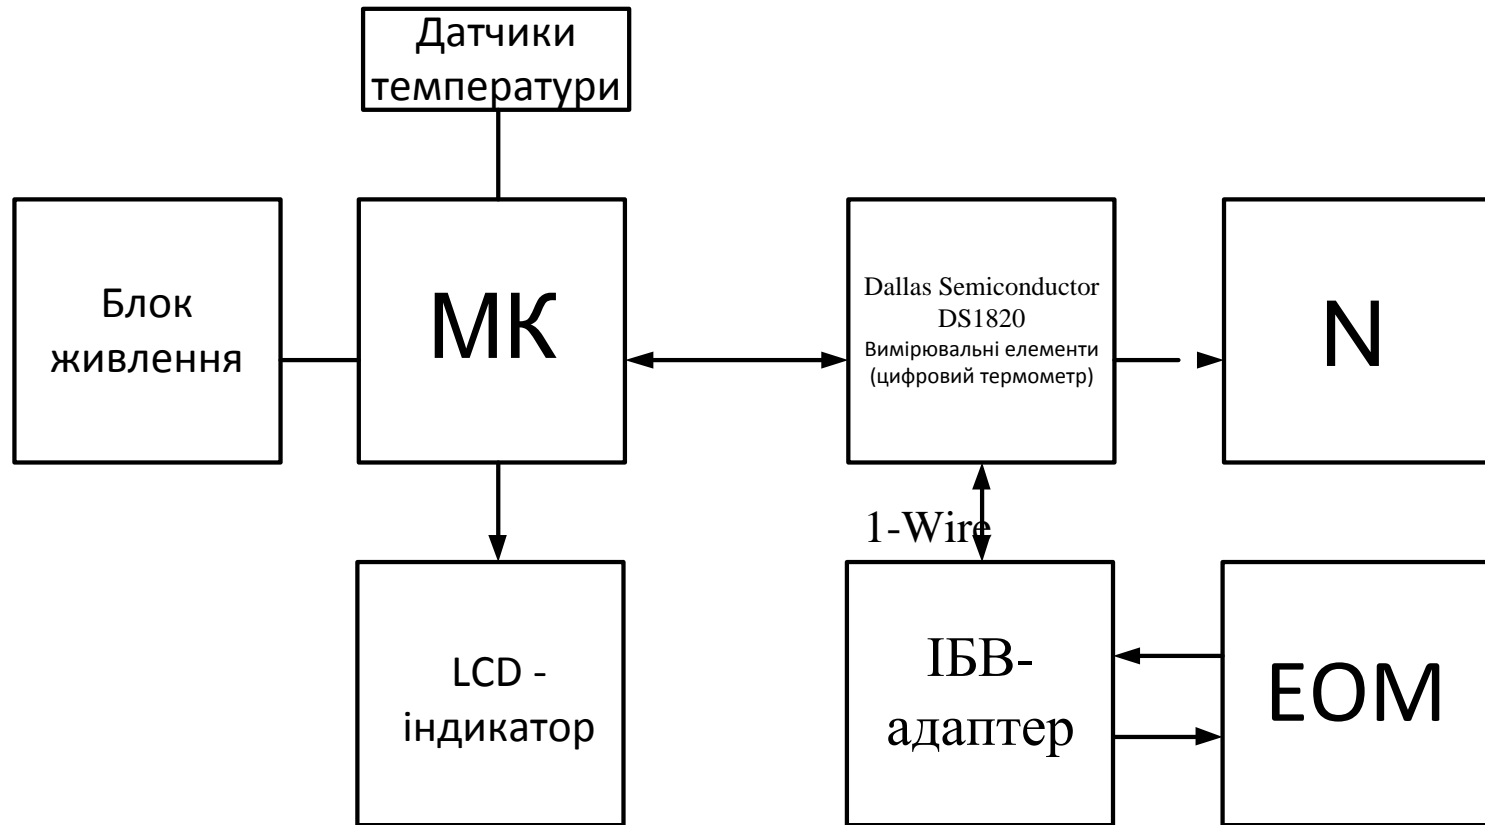 Датчики
температури
Блок
живлення
МК
Dallas Semiconductor
DS1820
Вимірювальні елементи
(цифровий термометр)
N
1-Wire
LCD -
індикатор
ІБВ-
адаптер
ЕОМ